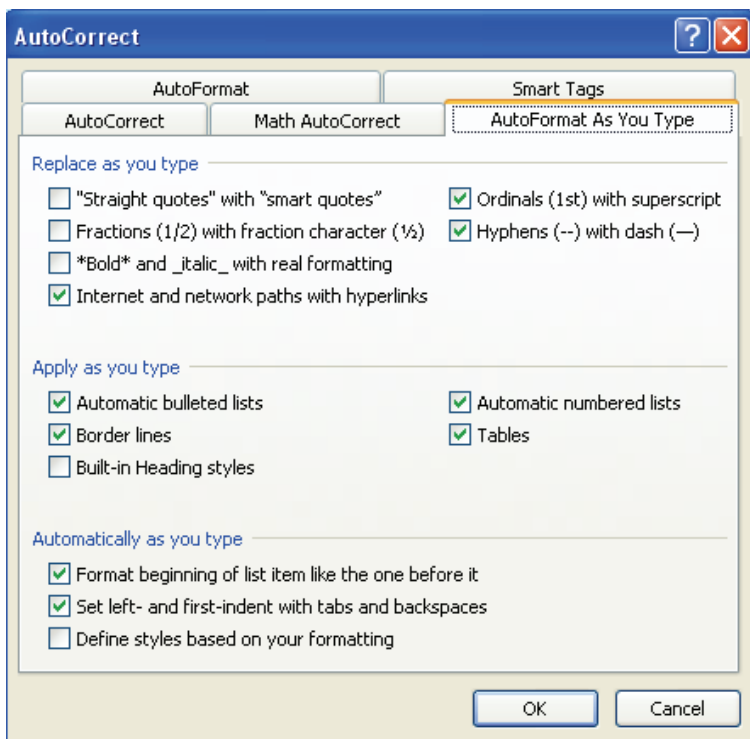 AutoCorrect
AutoFormat Smart Tags
AutoCorrect Math AutoCorrect AutoFormat As You Type
Replace as you type
"Straight quotes" with “smart quotes” Ordinals (1st) with superscript
Fractions (1/2) with fraction character (½) Hyphens (--) with dash (—)
*Bold* and _italic_ with real formatting
Internet and network paths with hyperlinks
Apply as you type
Automatic bulleted lists Automatic numbered lists
Border lines Tables
Built-in Heading styles
Automatically as you type
Format beginning of list item like the one before it
Set left- and first-indent with tabs and backspaces
Define styles based on your formatting
OK Cancel